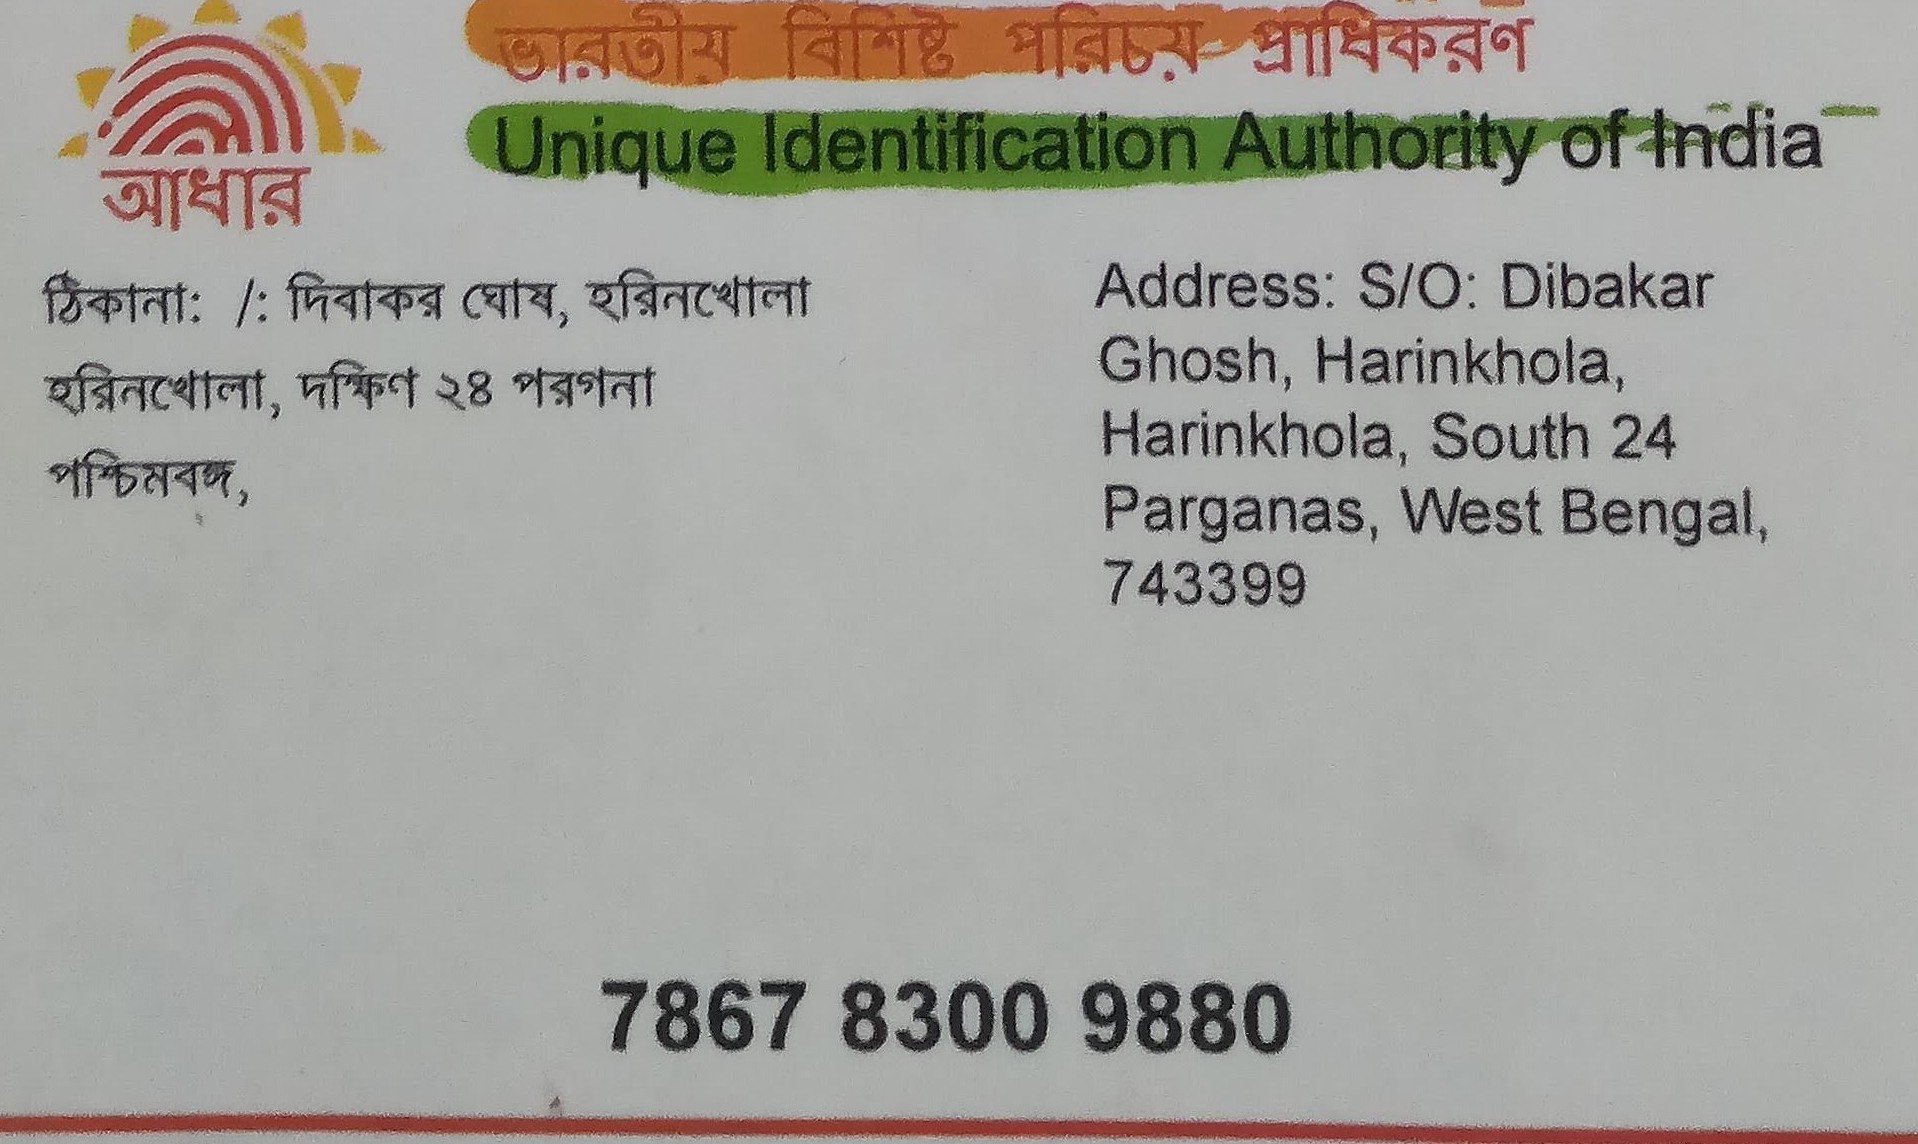 ভারতীয় বিশিষ্ট পরিচয় প্রাধিকরণ
Unique Identification Authority of India
আধার
ঠিকানা: /: দিবাকর ঘোষ, হরিনখোলা
হরিনখোলা, দক্ষিণ ২৪ পরগনা
পশ্চিমবঙ্গ,
Address: S/O: Dibakar
Ghosh, Harinkhola,
Harinkhola, South 24
Parganas, West Bengal,
743399
7867 8300 9880